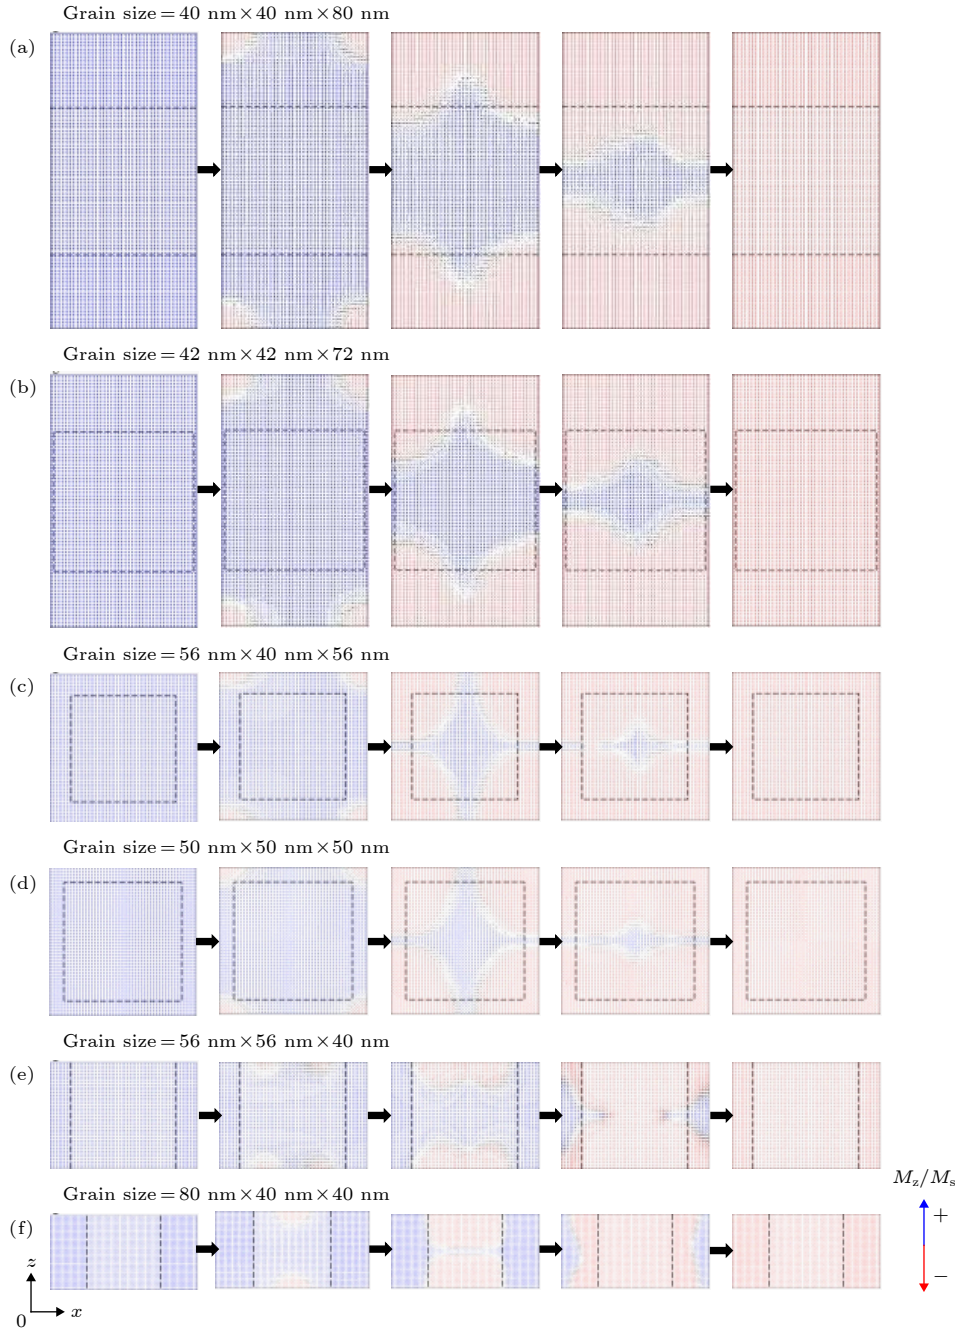 Grain size=40 nm×40 nm×80 nm
(a)
Grain size=42 nm×42 nm×72 nm
(b)
Grain size=56 nm×40 nm×56 nm
(c)
Grain size=50 nm×50 nm×50 nm
(d)
Grain size=56 nm×56 nm×40 nm
(e)
Grain size=80 nm×40 nm×40 nm
(f)
Mz/Ms
+
−
z
x
0